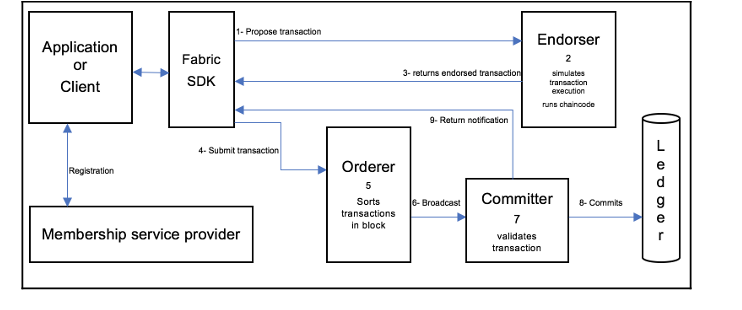 Application
or
Client
Fabric
SDK
1- Propose transaction
Endorser
2
simulates
transaction
execution
runs chaincode
3- returns endorsed transaction
9- Return notification
4- Submit transaction
Registration
Orderer
5
Sorts
transactions
in block
6- Broadcast
Committer
7
validates
transaction
8- Commits
L
e
d
g
e
r
Membership service provider